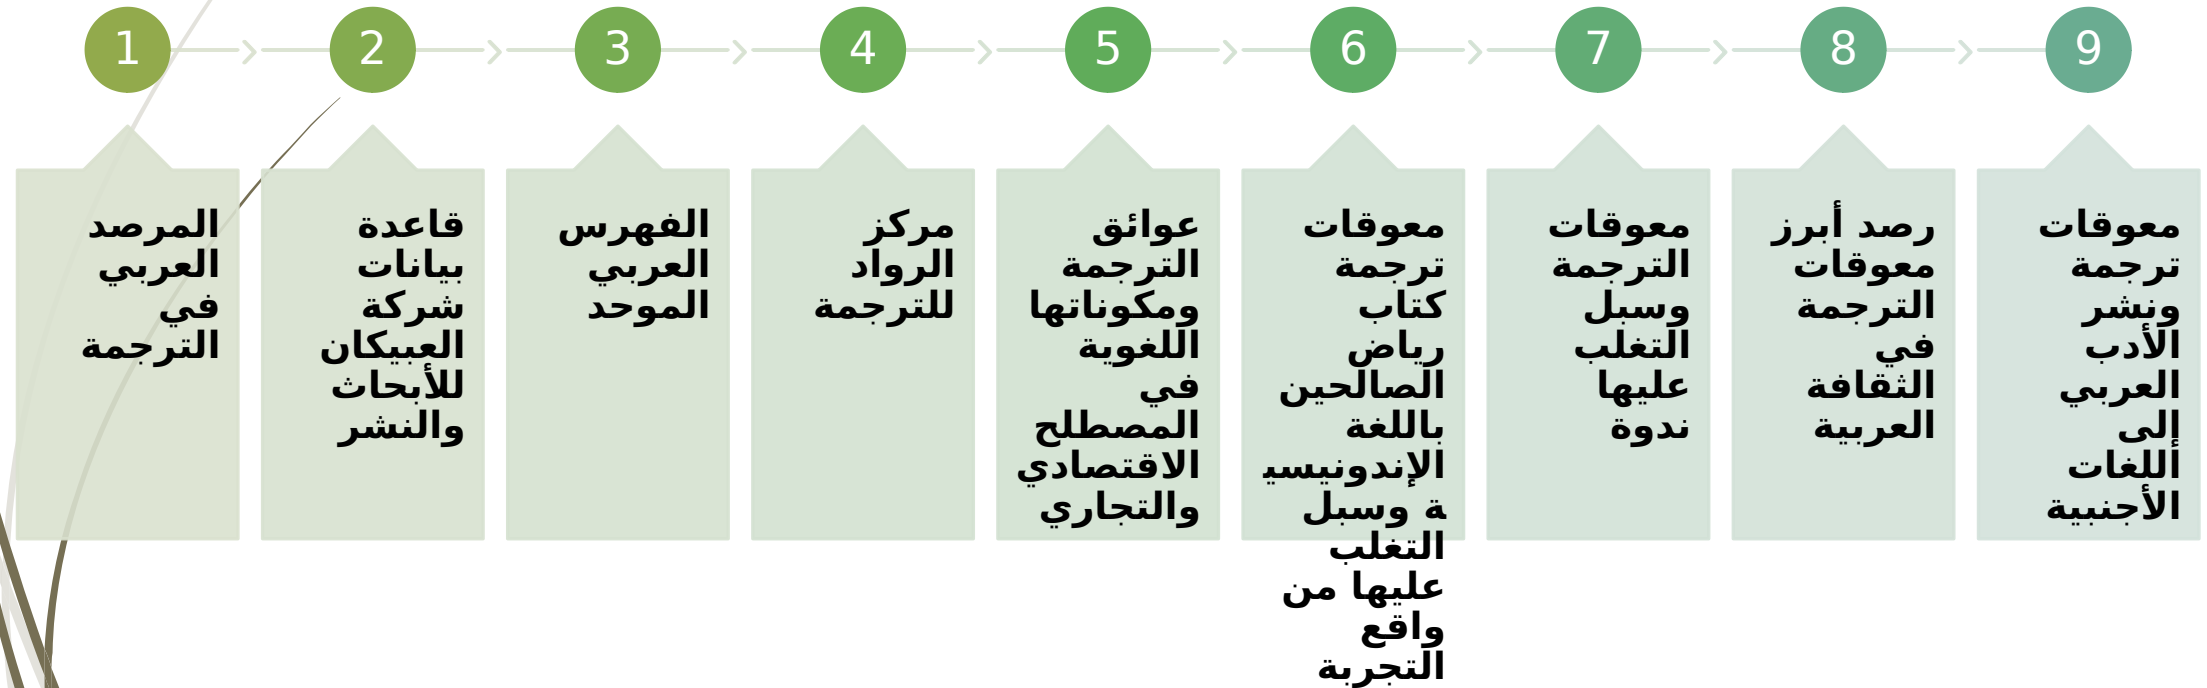 1
المرصد
العربي
في
الترجمة
2
قاعدة
بيانات
شركة
العبيكان
للأبحاث
والنشر
3
الفهرس
العربي
الموحد
4
مركز
الرواد
للترجمة
5
عوائق
الترجمة
ومكوناتها
اللغوية
في
المصطلح
الاقتصادي
والتجاري
6
معوقات
ترجمة
كتاب
رياض
الصالحين
باللغة
الإندونيسي
ة وسبل
التغلب
عليها من
واقع
التجربة
7
معوقات
الترجمة
وسبل
التغلب
عليها
ندوة
8
رصد أبرز
معوقات
الترجمة
في
الثقافة
العربية
9
معوقات
ترجمة
ونشر
الأدب
العربي
إلى
اللغات
الأجنبية